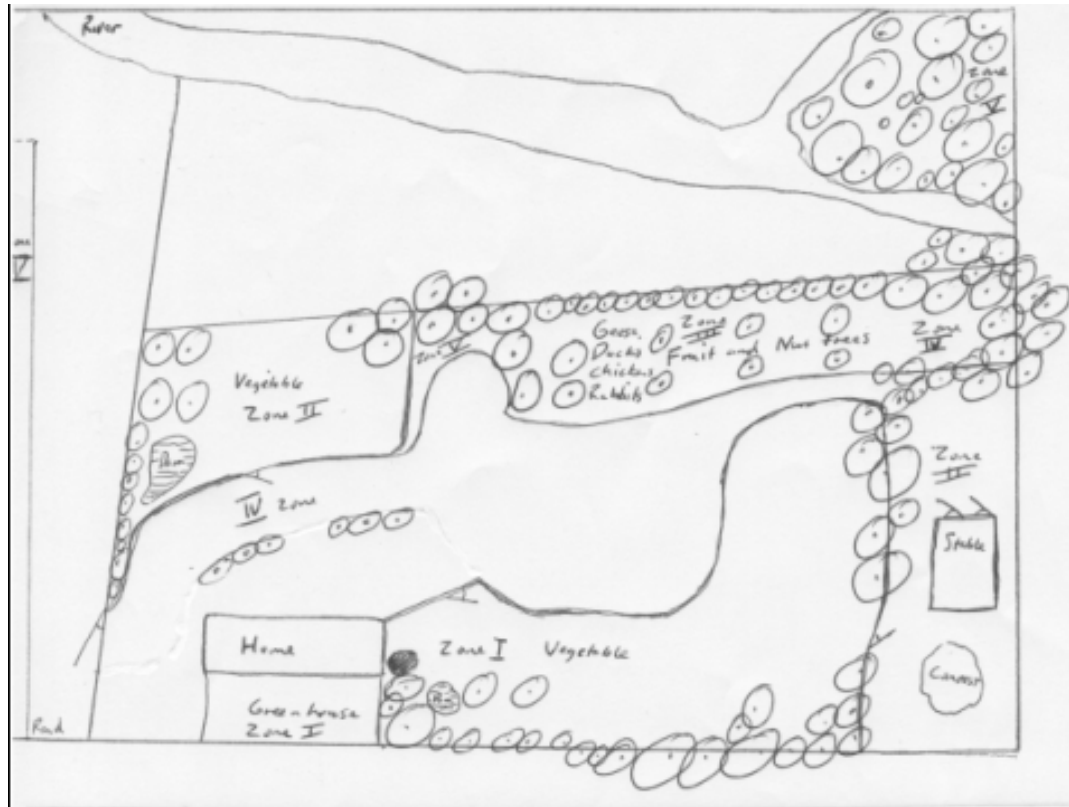 River
Zone
V
one
V
Geese,
Ducks
chickens
Rabbits
Zone
III
Fruit and Nut Trees
Zone
IV
Zone V
Vegetable
Zone II
IV Zone
Zone
II
Stable
Home
Zone I Vegetable
Green house
Zone I
Road